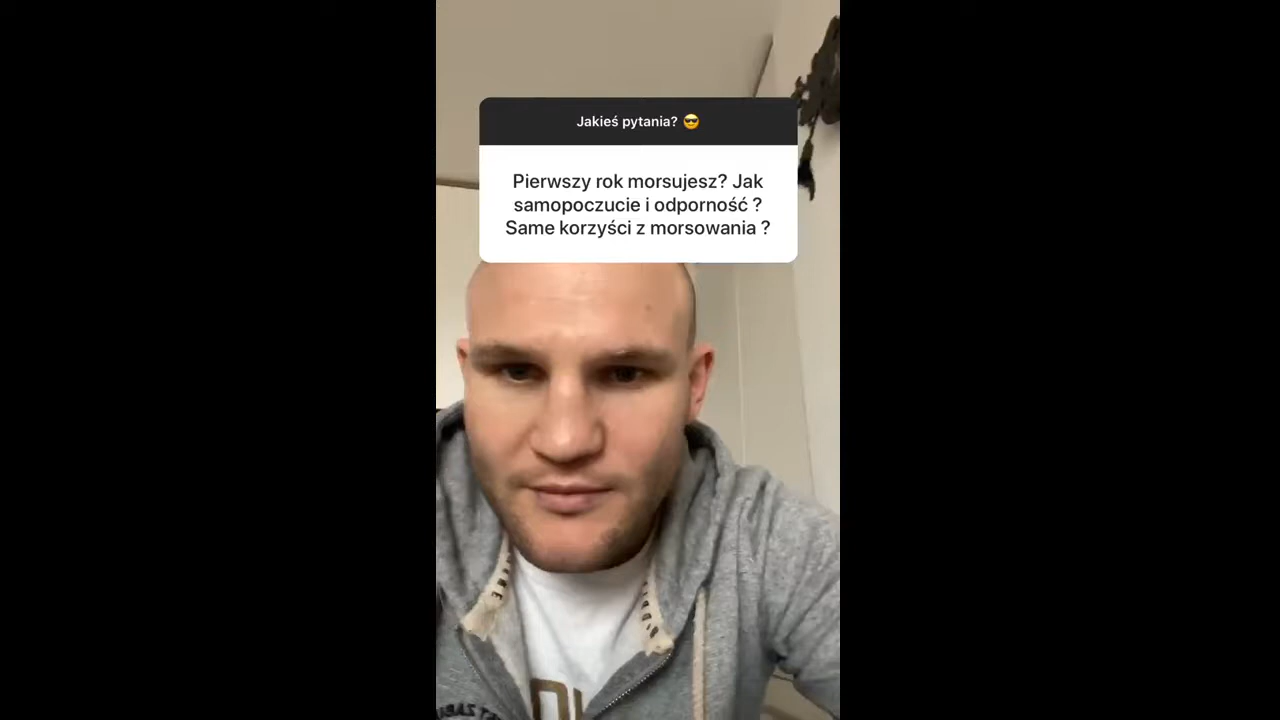 Jakieś pytania? 😎
Pierwszy rok morsujesz? Jak
samopoczucie i odporność ?
Same korzyści z morsowania ?